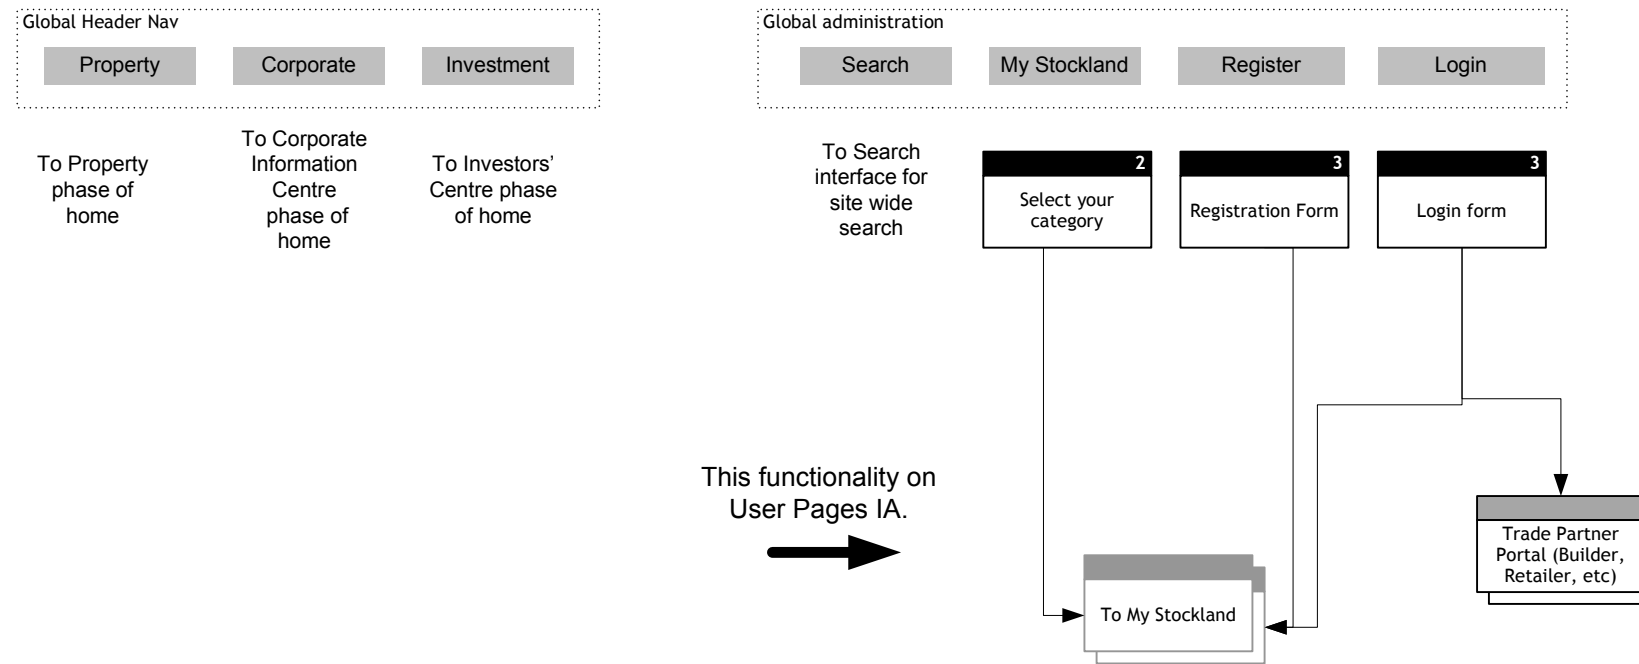 Global Header Nav
Property
Corporate
Investment
To Property
phase of
home
To Corporate
Information
Centre
phase of
home
To Investors’
Centre phase
of home
Global administration
Search
My Stockland
Register
Login
To Search
interface for
site wide
search
2
Select your
category
3
Registration Form
3
Login form
This functionality on
User Pages IA.
To My Stockland
Trade Partner
Portal (Builder,
Retailer, etc)